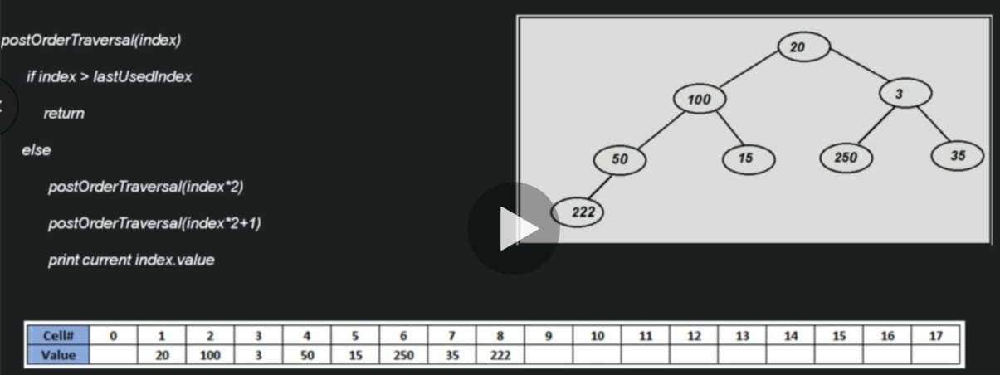 postOrderTraversal(index)
if index > lastUsedIndex
return
else
postOrderTraversal(index*2)
postOrderTraversal(index*2+1)
print current index.value
20
100
3
50
15
250
35
222
Cell# 0 1 2 3 4 5 6 7 8 9 10 11 12 13 14 15 16 17
Value 20 100 3 50 15 250 35 222